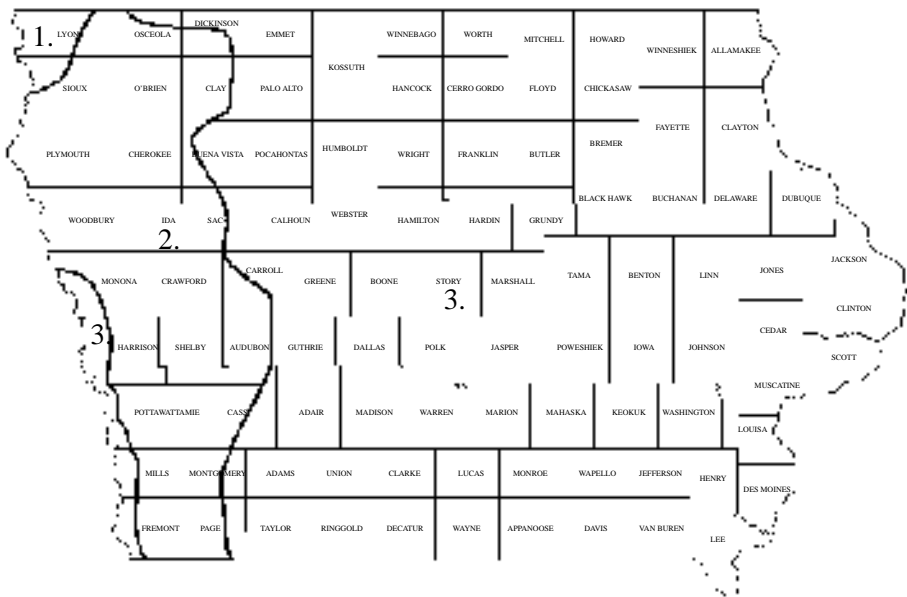 DICKINSON
1. LYON OSCEOLA EMMET WINNEBAGO WORTH MITCHELL HOWARD
WINNESHIEK ALLAMAKEE
KOSSUTH
SIOUX O'BRIEN CLAY PALO ALTO HANCOCK CERRO GORDO FLOYD CHICKASAW
FAYETTE CLAYTON
BREMER
PLYMOUTH CHEROKEE BUENA VISTA POCAHONTAS HUMBOLDT WRIGHT FRANKLIN BUTLER
BLACK HAWK BUCHANAN DELAWARE DUBUQUE
WOODBURY IDA SAC CALHOUN WEBSTER HAMILTON HARDIN GRUNDY
2.
JACKSON
CARROLL TAMA BENTON LINN JONES
MONONA CRAWFORD GREENE BOONE STORY MARSHALL
3.
CLINTON
CEDAR
3. HARRISON SHELBY AUDUBON GUTHRIE DALLAS POLK JASPER POWESHIEK IOWA JOHNSON
SCOTT
MUSCATINE
POTTAWATTAMIE CASS ADAIR MADISON WARREN MARION MAHASKA KEOKUK WASHINGTON
LOUISA
MILLS MONTGOMERY ADAMS UNION CLARKE LUCAS MONROE WAPELLO JEFFERSON HENRY
DES MOINES
FREMONT PAGE TAYLOR RINGGOLD DECATUR WAYNE APPANOOSE DAVIS VAN BUREN
LEE